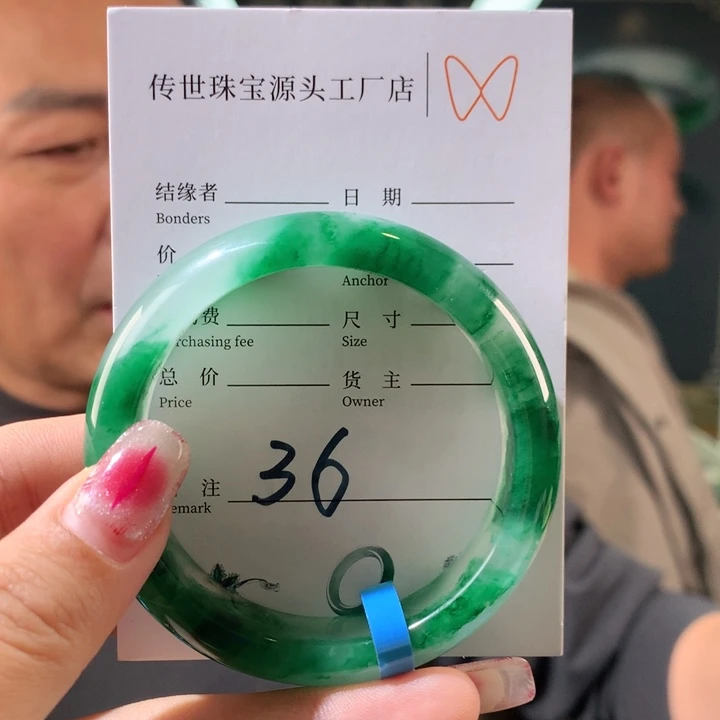 传世珠宝源头工厂店
结缘者 日 期
Bonders
价
Anchor
费 尺 寸
rchasing fee Size
总 价 货 主
Price Owner
注 36
emark